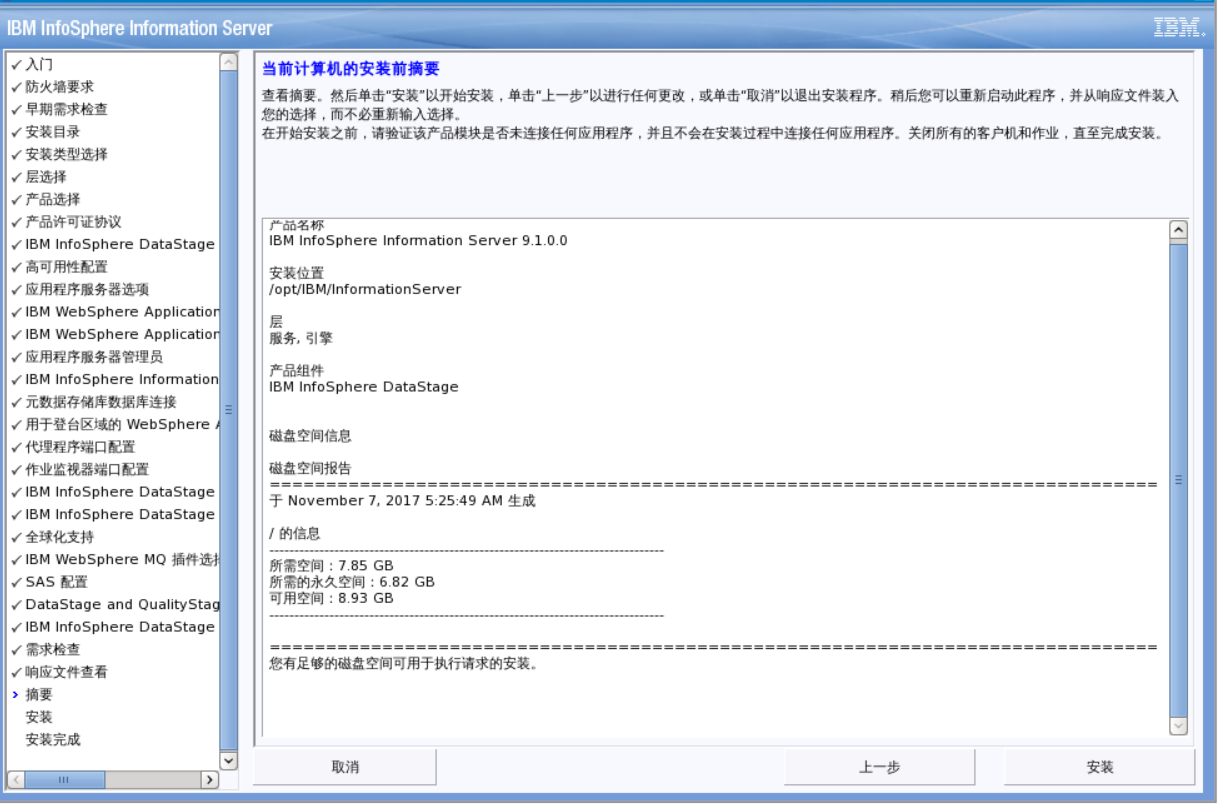 IBM InfoSphere Information Server
IBM.
入门
防火墙要求
早期需求检查
安装目录
安装类型选择
层选择
产品选择
产品许可证协议
IBM InfoSphere DataStage
高可用性配置
应用程序服务器选项
IBM WebSphere Application
IBM WebSphere Application
应用程序服务器管理员
IBM InfoSphere Information
元数据存储库数据库连接
用于登台区域的 WebSphere A
代理程序端口配置
作业监视器端口配置
IBM InfoSphere DataStage
IBM InfoSphere DataStage
全球化支持
IBM WebSphere MQ 插件选择
SAS 配置
DataStage and QualityStag
IBM InfoSphere DataStage
需求检查
响应文件查看
摘要
安装
安装完成
当前计算机的安装前摘要
查看摘要。然后单击“安装”以开始安装，单击“上一步”以进行任何更改，或单击“取消”以退出安装程序。稍后您可以重新启动此程序，并从响应文件装入
您的选择，而不必重新输入选择。
在开始安装之前，请验证该产品模块是否未连接任何应用程序，并且不会在安装过程中连接任何应用程序。关闭所有的客户机和作业，直至完成安装。
产品名称
IBM InfoSphere Information Server 9.1.0.0
安装位置
/opt/IBM/InformationServer
层
服务, 引擎
产品组件
IBM InfoSphere DataStage
磁盘空间信息
磁盘空间报告
================================================================================
于 November 7, 2017 5:25:49 AM 生成
/ 的信息
--------------------------------------------------------------------------------
所需空间：7.85 GB
所需的永久空间：6.82 GB
可用空间：8.93 GB
--------------------------------------------------------------------------------
================================================================================
您有足够的磁盘空间可用于执行请求的安装。
取消
上一步
安装